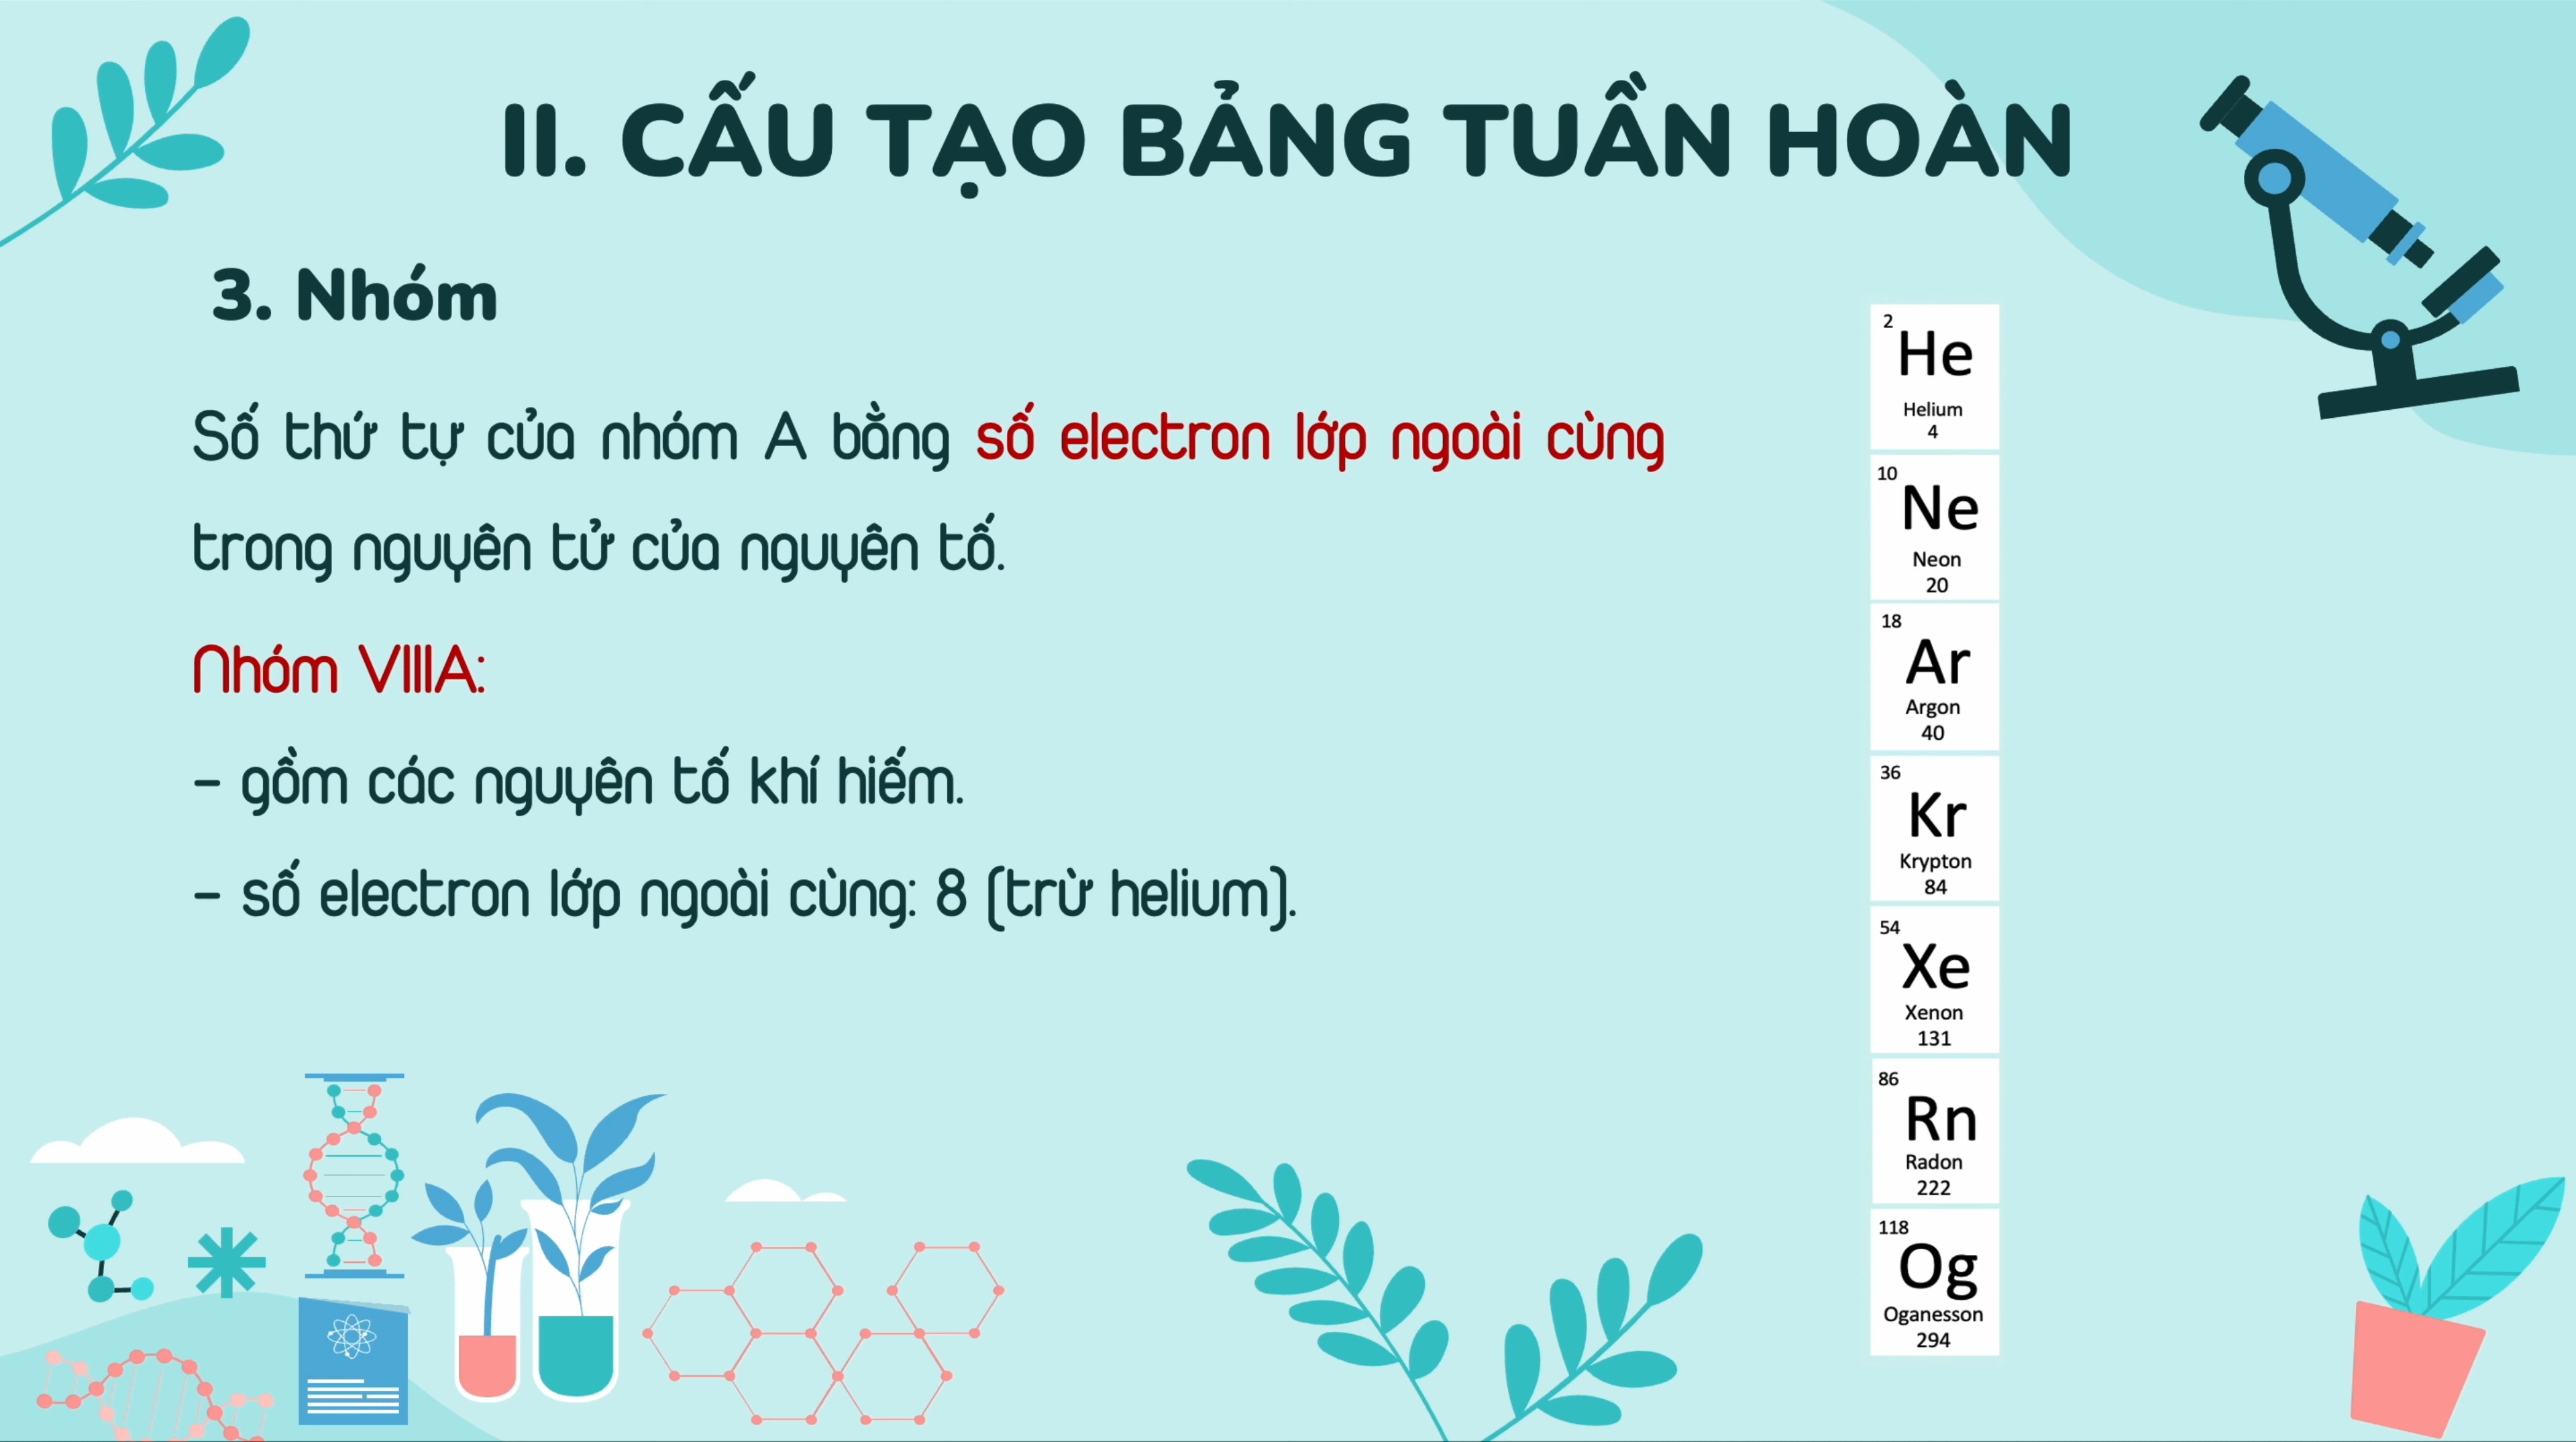 II. CẤU TẠO BẢNG TUẦN HOÀN
3. Nhóm
Số thứ tự của nhóm A bằng số electron lớp ngoài cùng
trong nguyên tử của nguyên tố.
Nhóm VIIIA:
- gồm các nguyên tố khí hiếm.
- số electron lớp ngoài cùng: 8 (trừ helium).
2
He
Helium
4
10
Ne
Neon
20
18
Ar
Argon
40
36
Kr
Krypton
84
54
Xe
Xenon
131
86
Rn
Radon
222
118
Og
Oganesson
294